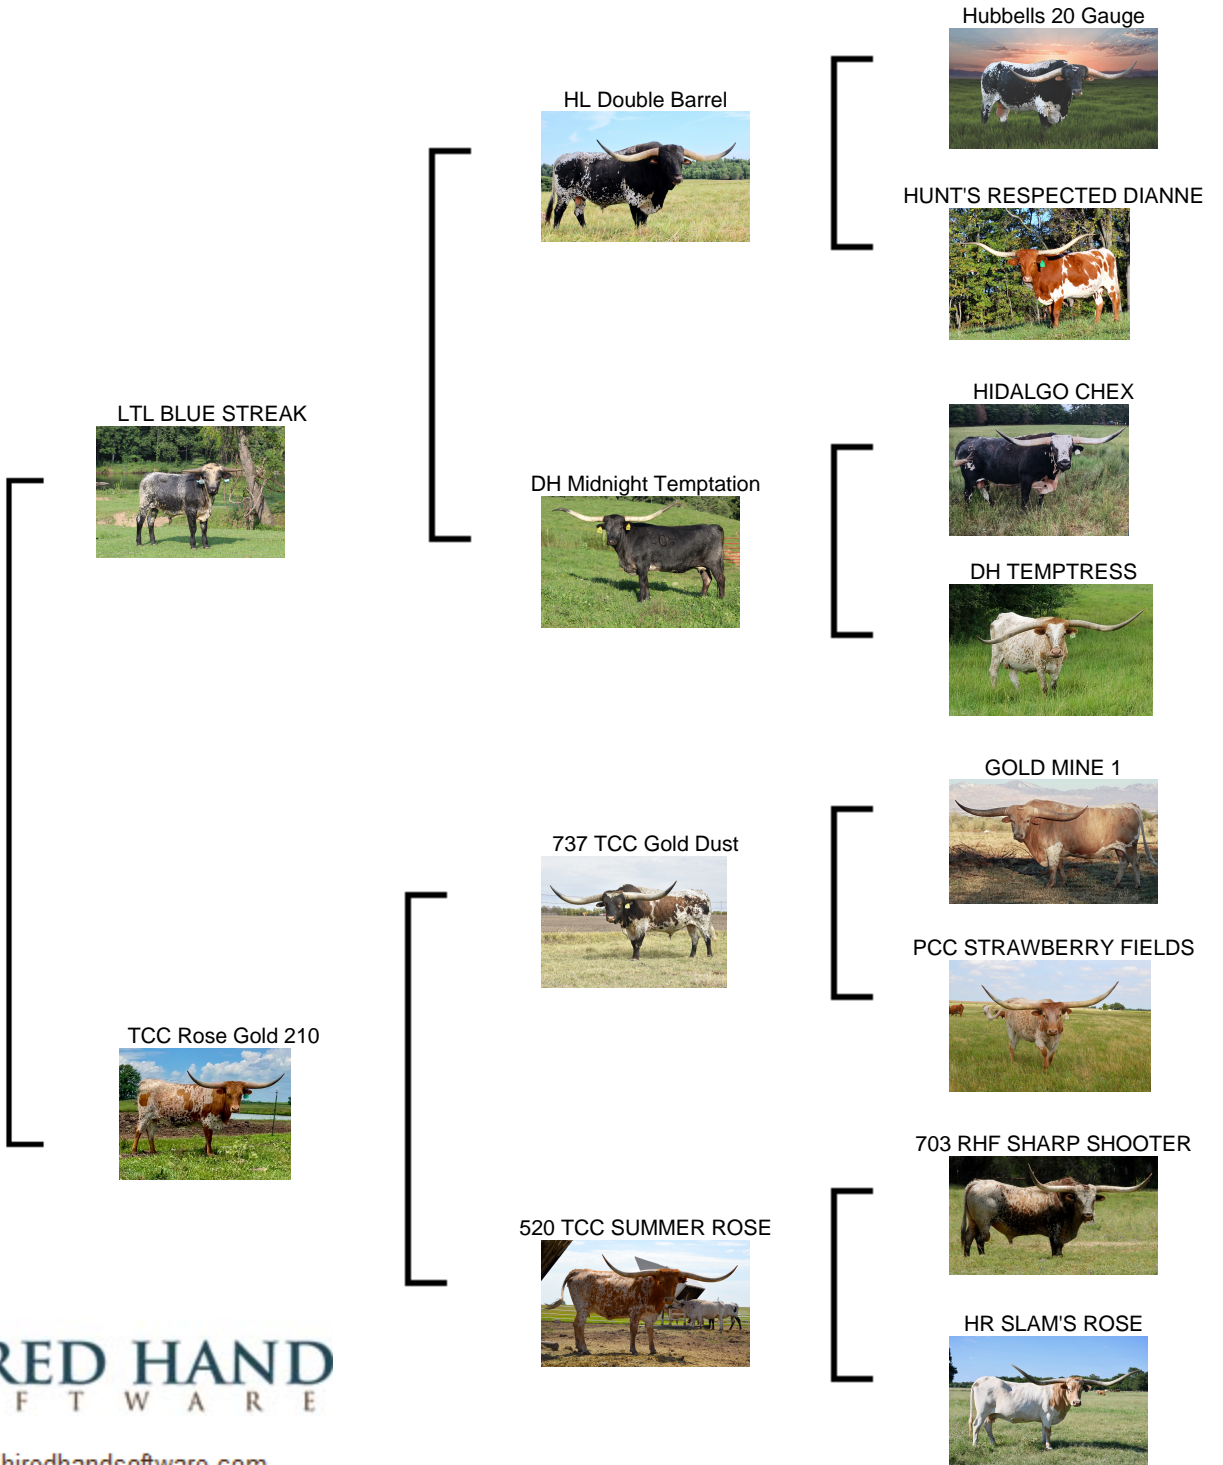 Hubbells 20 Gauge
HL Double Barrel
HUNT'S RESPECTED DIANNE
LTL BLUE STREAK
HIDALGO CHEX
DH Midnight Temptation
DH TEMPTRESS
GOLD MINE 1
737 TCC Gold Dust
PCC STRAWBERRY FIELDS
TCC Rose Gold 210
703 RHF SHARP SHOOTER
520 TCC SUMMER ROSE
HR SLAM'S ROSE
RED HAND
F T W A R E
hiredhandsoftware.com